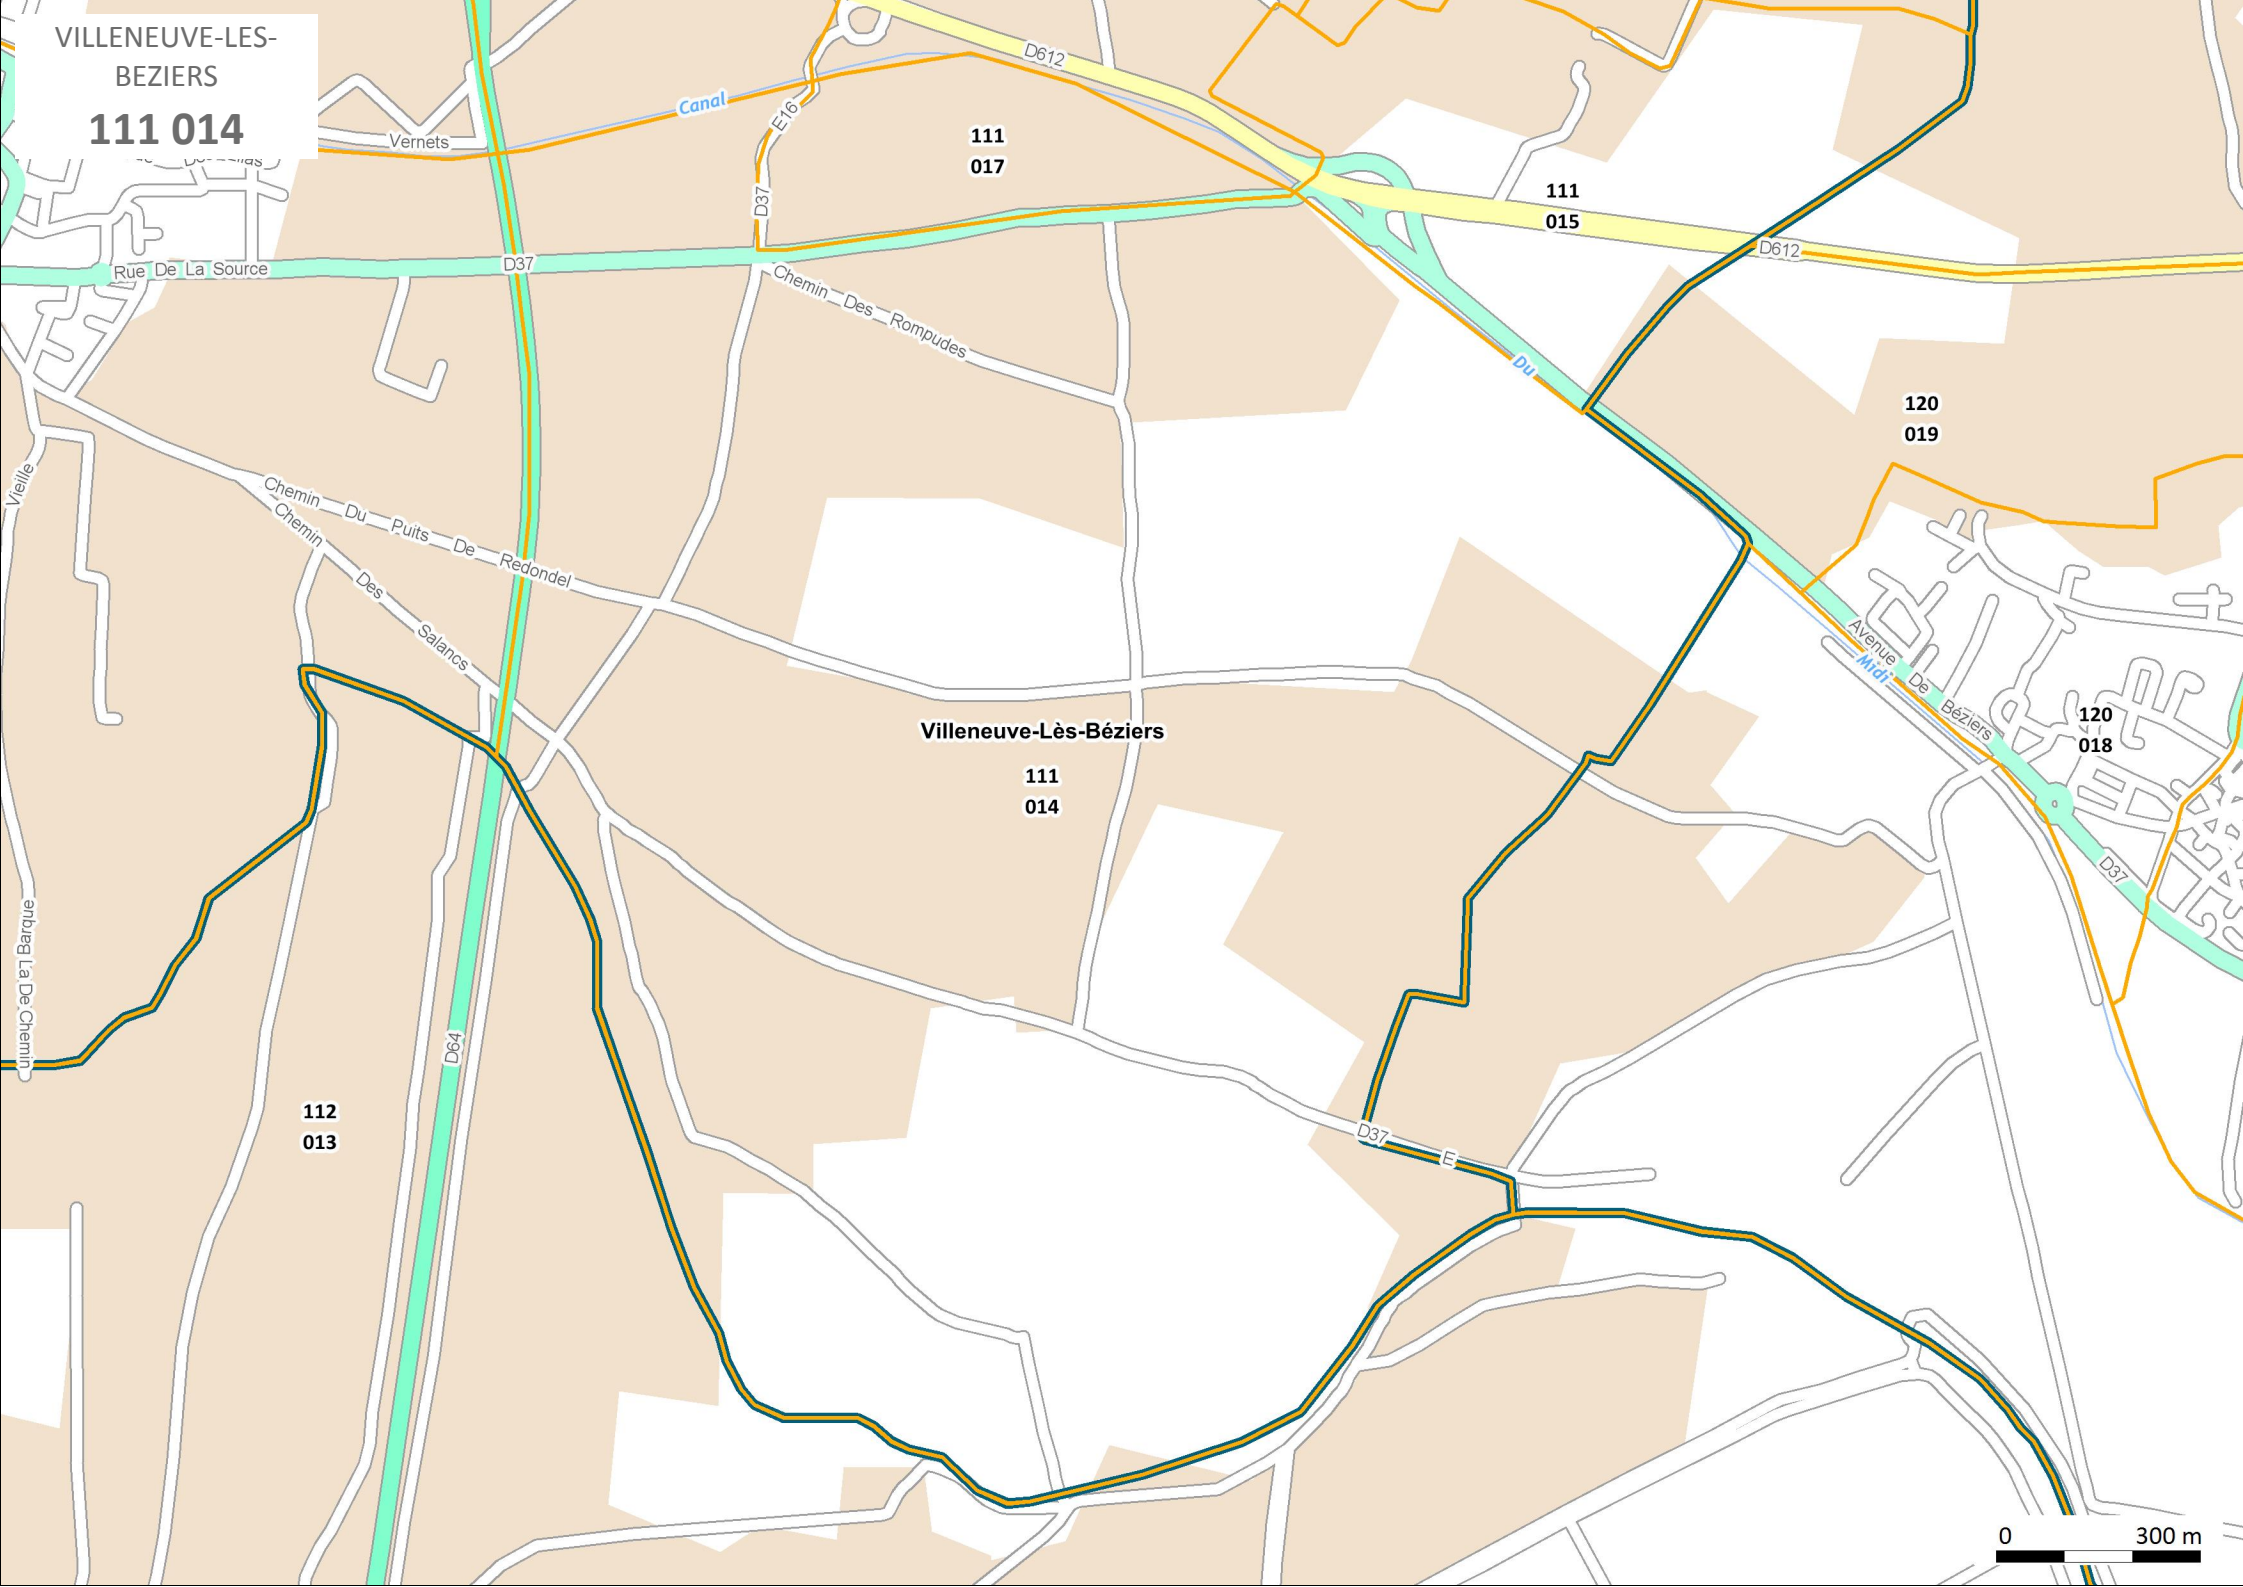 VILLENEUVE-LES-
BEZIERS
111 014
Vernets
Canal
E16
D612
111
017
D37
111
015
D612
Rue De La Source
D37
Chemin Des Rompudes
Du
120
019
Vieille
Chemin Du Puits De Redondel
Chemin Des Salancs
Avenue De Béziers
Midi
120
018
Villeneuve-Lès-Béziers
111
014
D37
Chemin De La Barque
D64
112
013
D37
E
0 300 m